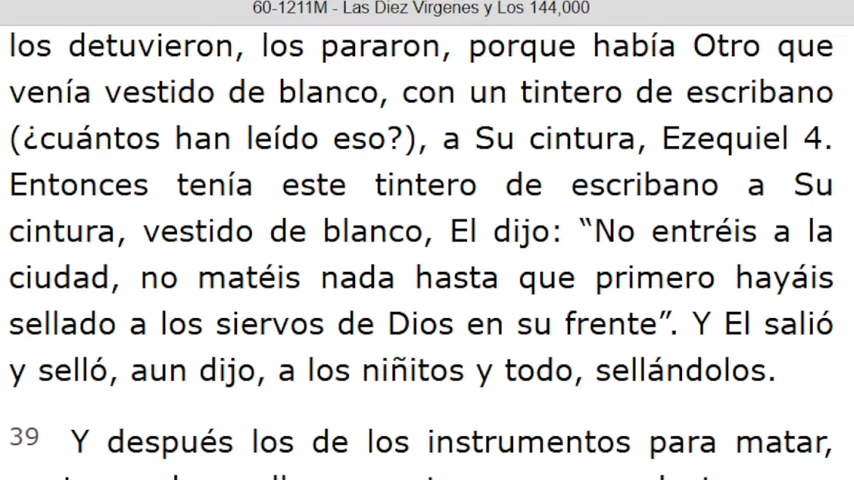 60-1211M - Las Diez Virgenes y Los 144,000
los detuvieron, los pararon, porque había Otro que
venía vestido de blanco, con un tintero de escribano
(¿cuántos han leído eso?), a Su cintura, Ezequiel 4.
Entonces tenía este tintero de escribano a Su
cintura, vestido de blanco, El dijo: “No entréis a la
ciudad, no matéis nada hasta que primero hayáis
sellado a los siervos de Dios en su frente”. Y El salió
y selló, aun dijo, a los niñitos y todo, sellándolos.
39 Y después los de los instrumentos para matar,